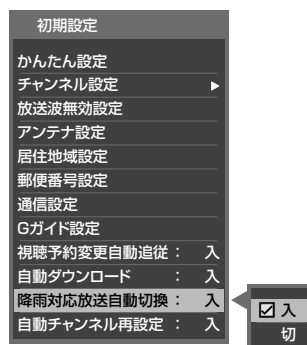 初期設定
かんたん設定
チャンネル設定
放送波無効設定
アンテナ設定
居住地域設定
郵便番号設定
通信設定
Gガイド設定
視聴予約変更自動追従： 入
自動ダウンロード ： 入
降雨対応放送自動切換： 入
自動チャンネル再設定 ： 入
入
切